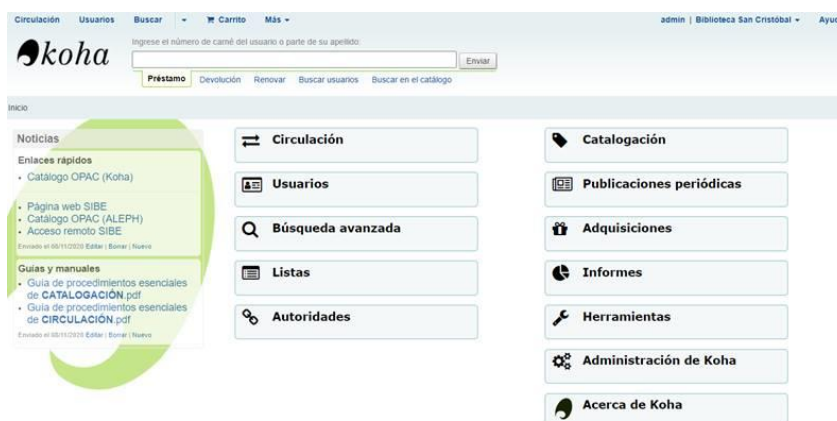 Circulación Usuarios Buscar Carrito Más admin | Biblioteca San Cristóbal Ayud
koha
Ingrese el número de carné del usuario o parte de su apellido:
Enviar
Préstamo Devolución Renovar Buscar usuarios Buscar en el catálogo
Inicio
Noticias
Enlaces rápidos
Catálogo OPAC (Koha)
Página web SIBE
Catálogo OPAC (ALEPH)
Acceso remoto SIBE
Enviado el 06/11/2020 Editar | Borrar | Nuevo
Guías y manuales
Guía de procedimientos esenciales
de CATALOGACIÓN.pdf
Guía de procedimientos esenciales
de CIRCULACIÓN.pdf
Enviado el 06/11/2020 Editar | Borrar | Nuevo
Circulación
Usuarios
Búsqueda avanzada
Listas
Autoridades
Catalogación
Publicaciones periódicas
Adquisiciones
Informes
Herramientas
Administración de Koha
Acerca de Koha